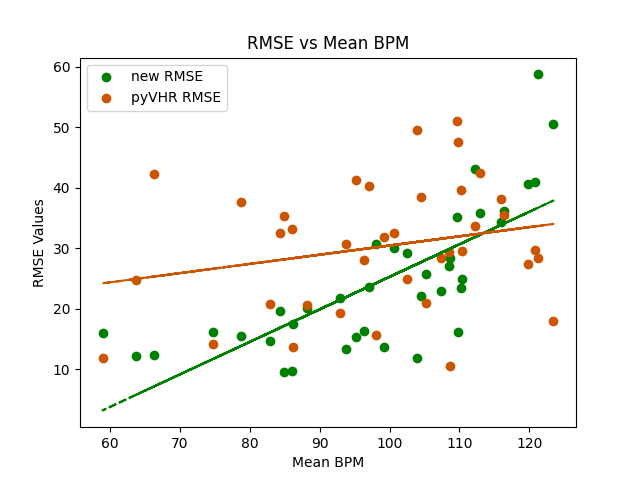 RMSE vs Mean BPM
new RMSE
pyVHR RMSE
60
50
40
30
20
10
RMSE Values
60 70 80 90 100 110 120
Mean BPM